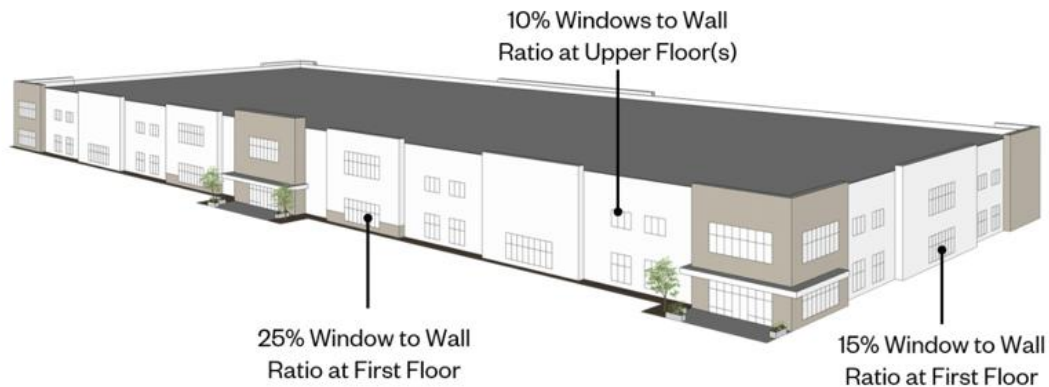 10% Windows to Wall
Ratio at Upper Floor(s)
25% Window to Wall
Ratio at First Floor
15% Window to Wall
Ratio at First Floor